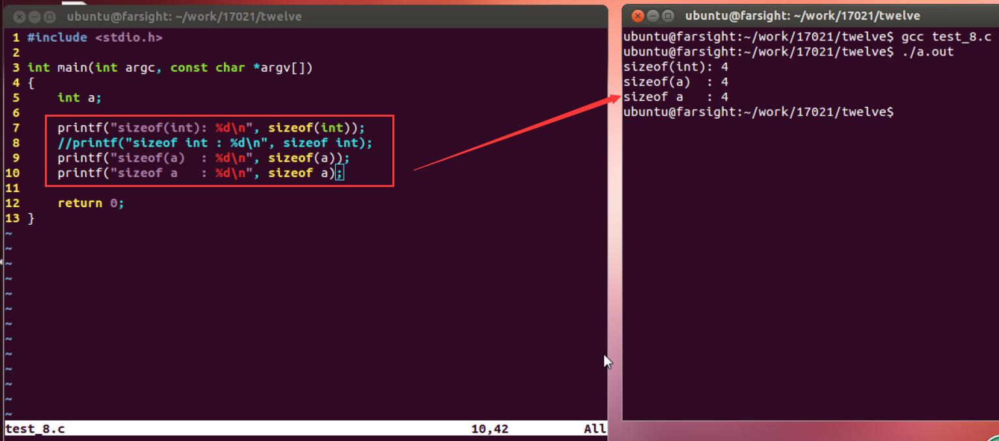 ubuntu@farsight: ~/work/17021/twelve
1 #include <stdio.h>
2
3 int main(int argc, const char *argv[])
4 {
5     int a;
6
7     printf("sizeof(int): %d\n", sizeof(int));
8     //printf("sizeof int : %d\n", sizeof int);
9     printf("sizeof(a)  : %d\n", sizeof(a));
10     printf("sizeof a   : %d\n", sizeof a);
11
12     return 0;
13 }
~
~
~
~
~
~
~
~
~
~
~
~
~
test_8.c 10,42 All
ubuntu@farsight: ~/work/17021/twelve
ubuntu@farsight:~/work/17021/twelve$ gcc test_8.c
ubuntu@farsight:~/work/17021/twelve$ ./a.out
sizeof(int): 4
sizeof(a)  : 4
sizeof a   : 4
ubuntu@farsight:~/work/17021/twelve$